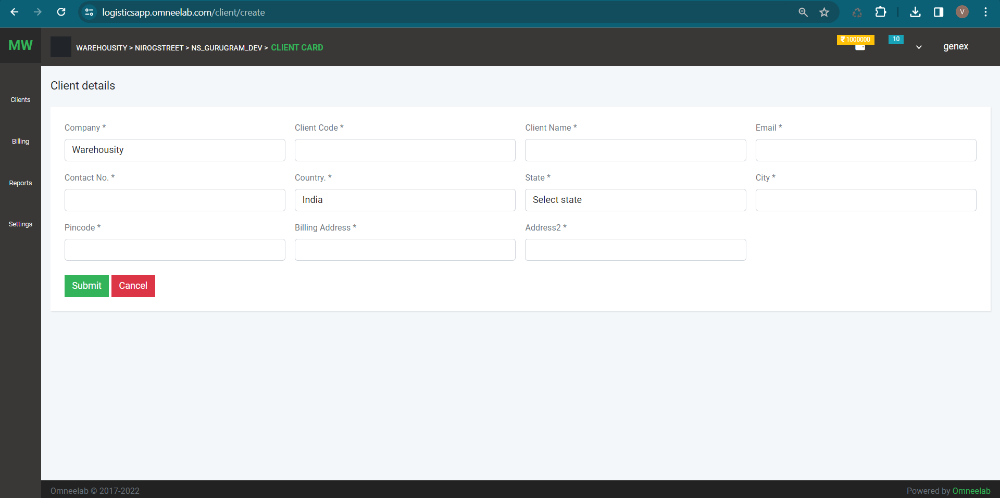 logisticsapp.omneelab.com/client/create
V
MW
WAREHOUSITY > NIROGSTREET > NS_GURUGRAM_DEV > CLIENT CARD
₹ 1000000
10
genex
Clients
Billing
Reports
Settings
Client details
Company *
Client Code *
Client Name *
Email *
Warehousity
Contact No. *
Country. *
State *
City *
India
Select state
Pincode *
Billing Address *
Address2 *
Submit
Cancel
Omneelab © 2017-2022
Powered by Omneelab